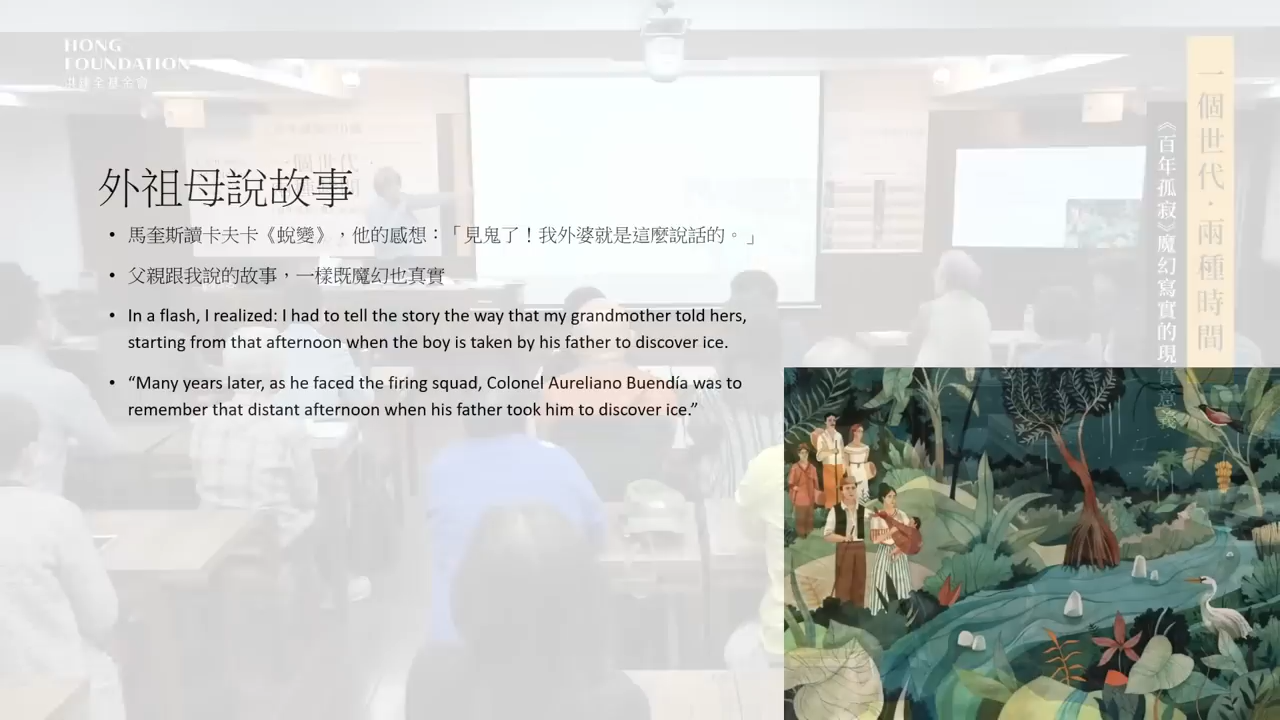 HONG
FOUNDATION
洪建全基金會
一個世代・兩種時間
《百年孤寂》魔幻寫實的現實意
外祖母說故事
• 馬奎斯讀卡夫卡《蛻變》，他的感想：「見鬼了！我外婆就是這麼說話的。」
• 父親跟我說的故事，一樣既魔幻也真實
• In a flash, I realized: I had to tell the story the way that my grandmother told hers,
starting from that afternoon when the boy is taken by his father to discover ice.
• “Many years later, as he faced the firing squad, Colonel Aureliano Buendía was to
remember that distant afternoon when his father took him to discover ice.”